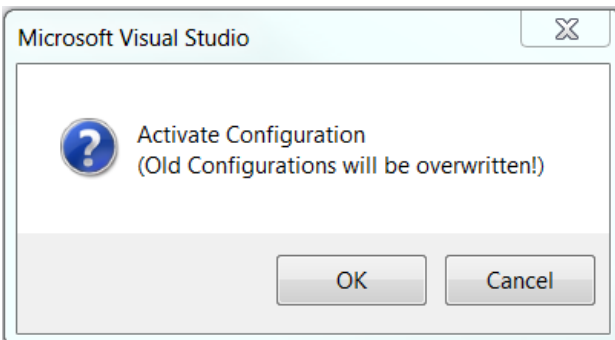 Microsoft Visual Studio
Activate Configuration
(Old Configurations will be overwritten!)
OK
Cancel